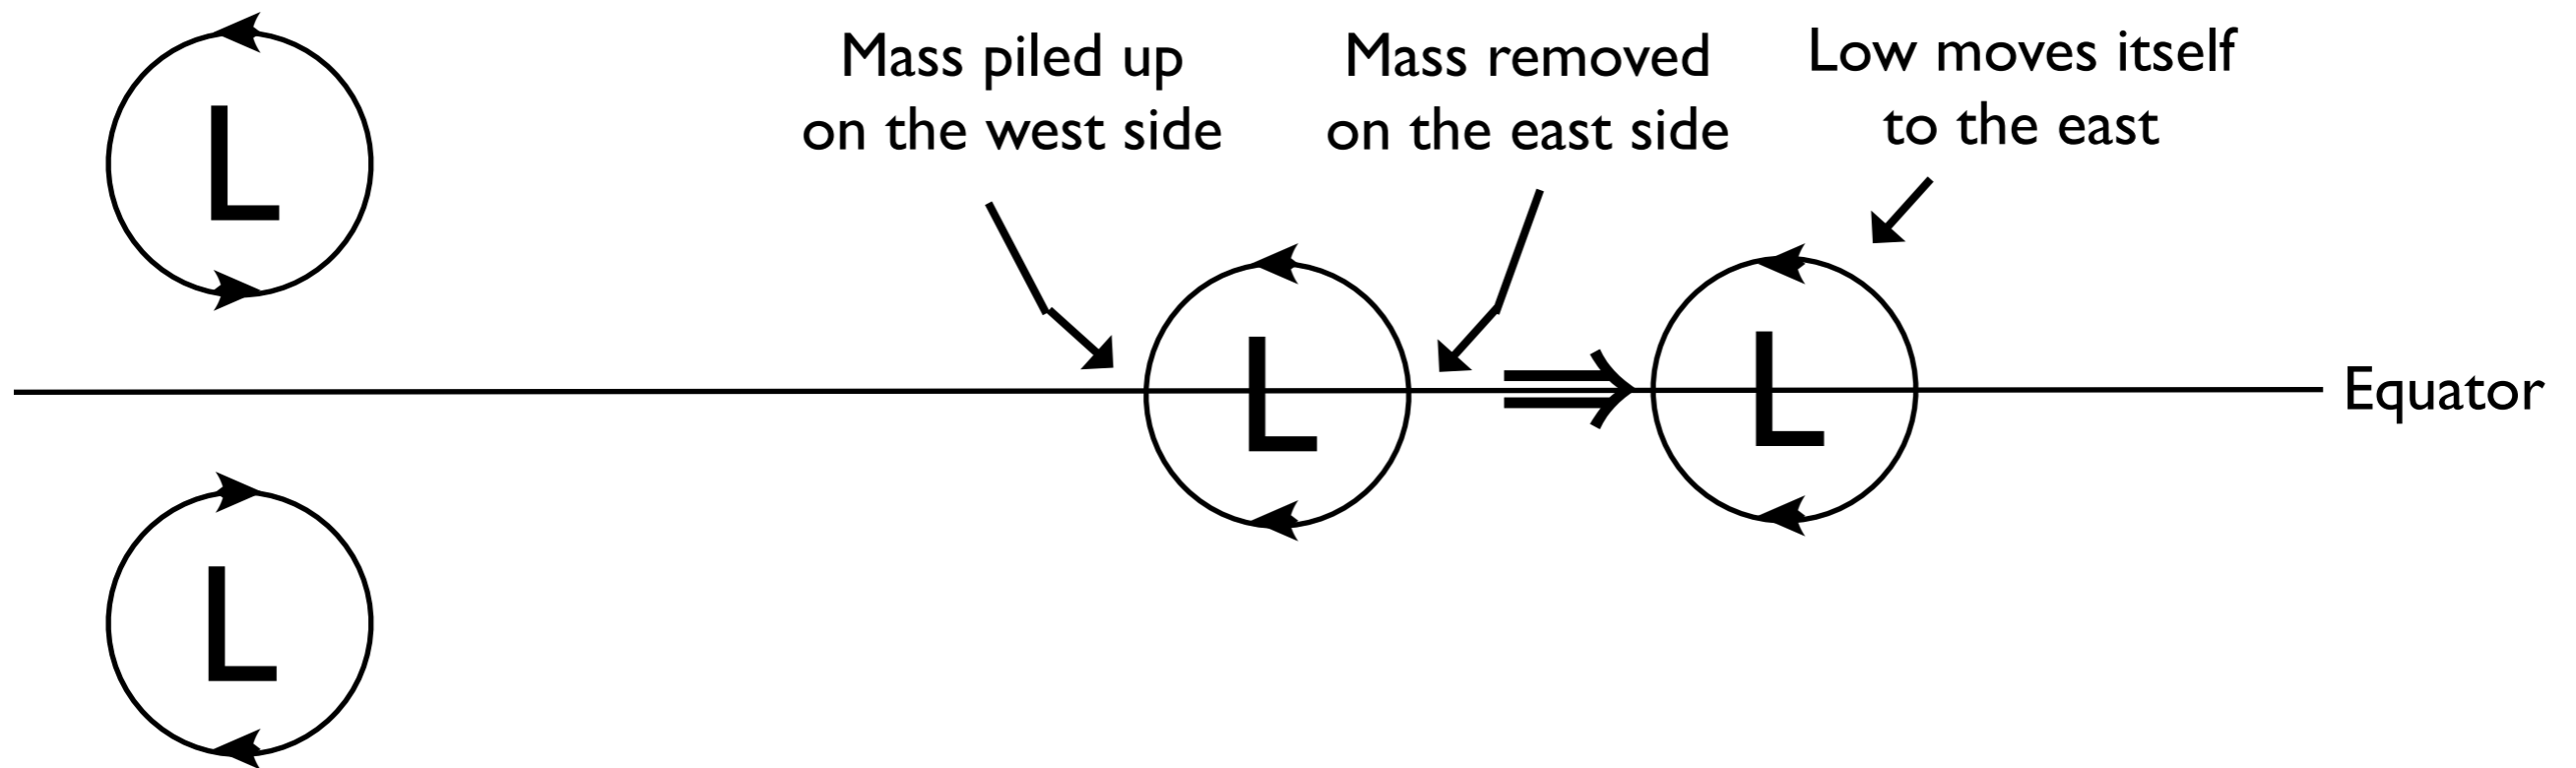 L
Mass piled up
on the west side
Mass removed
on the east side
Low moves itself
to the east
L
L
Equator
L